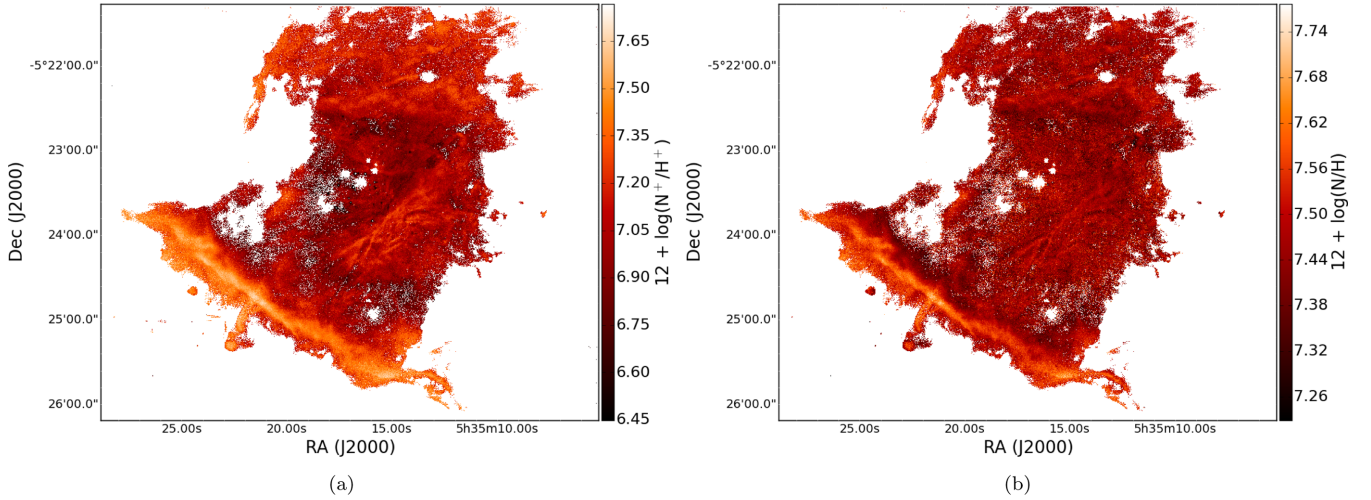 -5°22'00.0"
23'00.0"
24'00.0"
25'00.0"
26'00.0"
Dec (J2000)
25.00s 20.00s 15.00s 5h35m10.00s
RA (J2000)
7.65
7.50
7.35
7.20
7.05
6.90
6.75
6.60
6.45
12 + log(N⁺/H⁺)
(a)
-5°22'00.0"
23'00.0"
24'00.0"
25'00.0"
26'00.0"
Dec (J2000)
25.00s 20.00s 15.00s 5h35m10.00s
RA (J2000)
7.74
7.68
7.62
7.56
7.50
7.44
7.38
7.32
7.26
12 + log(N/H)
(b)